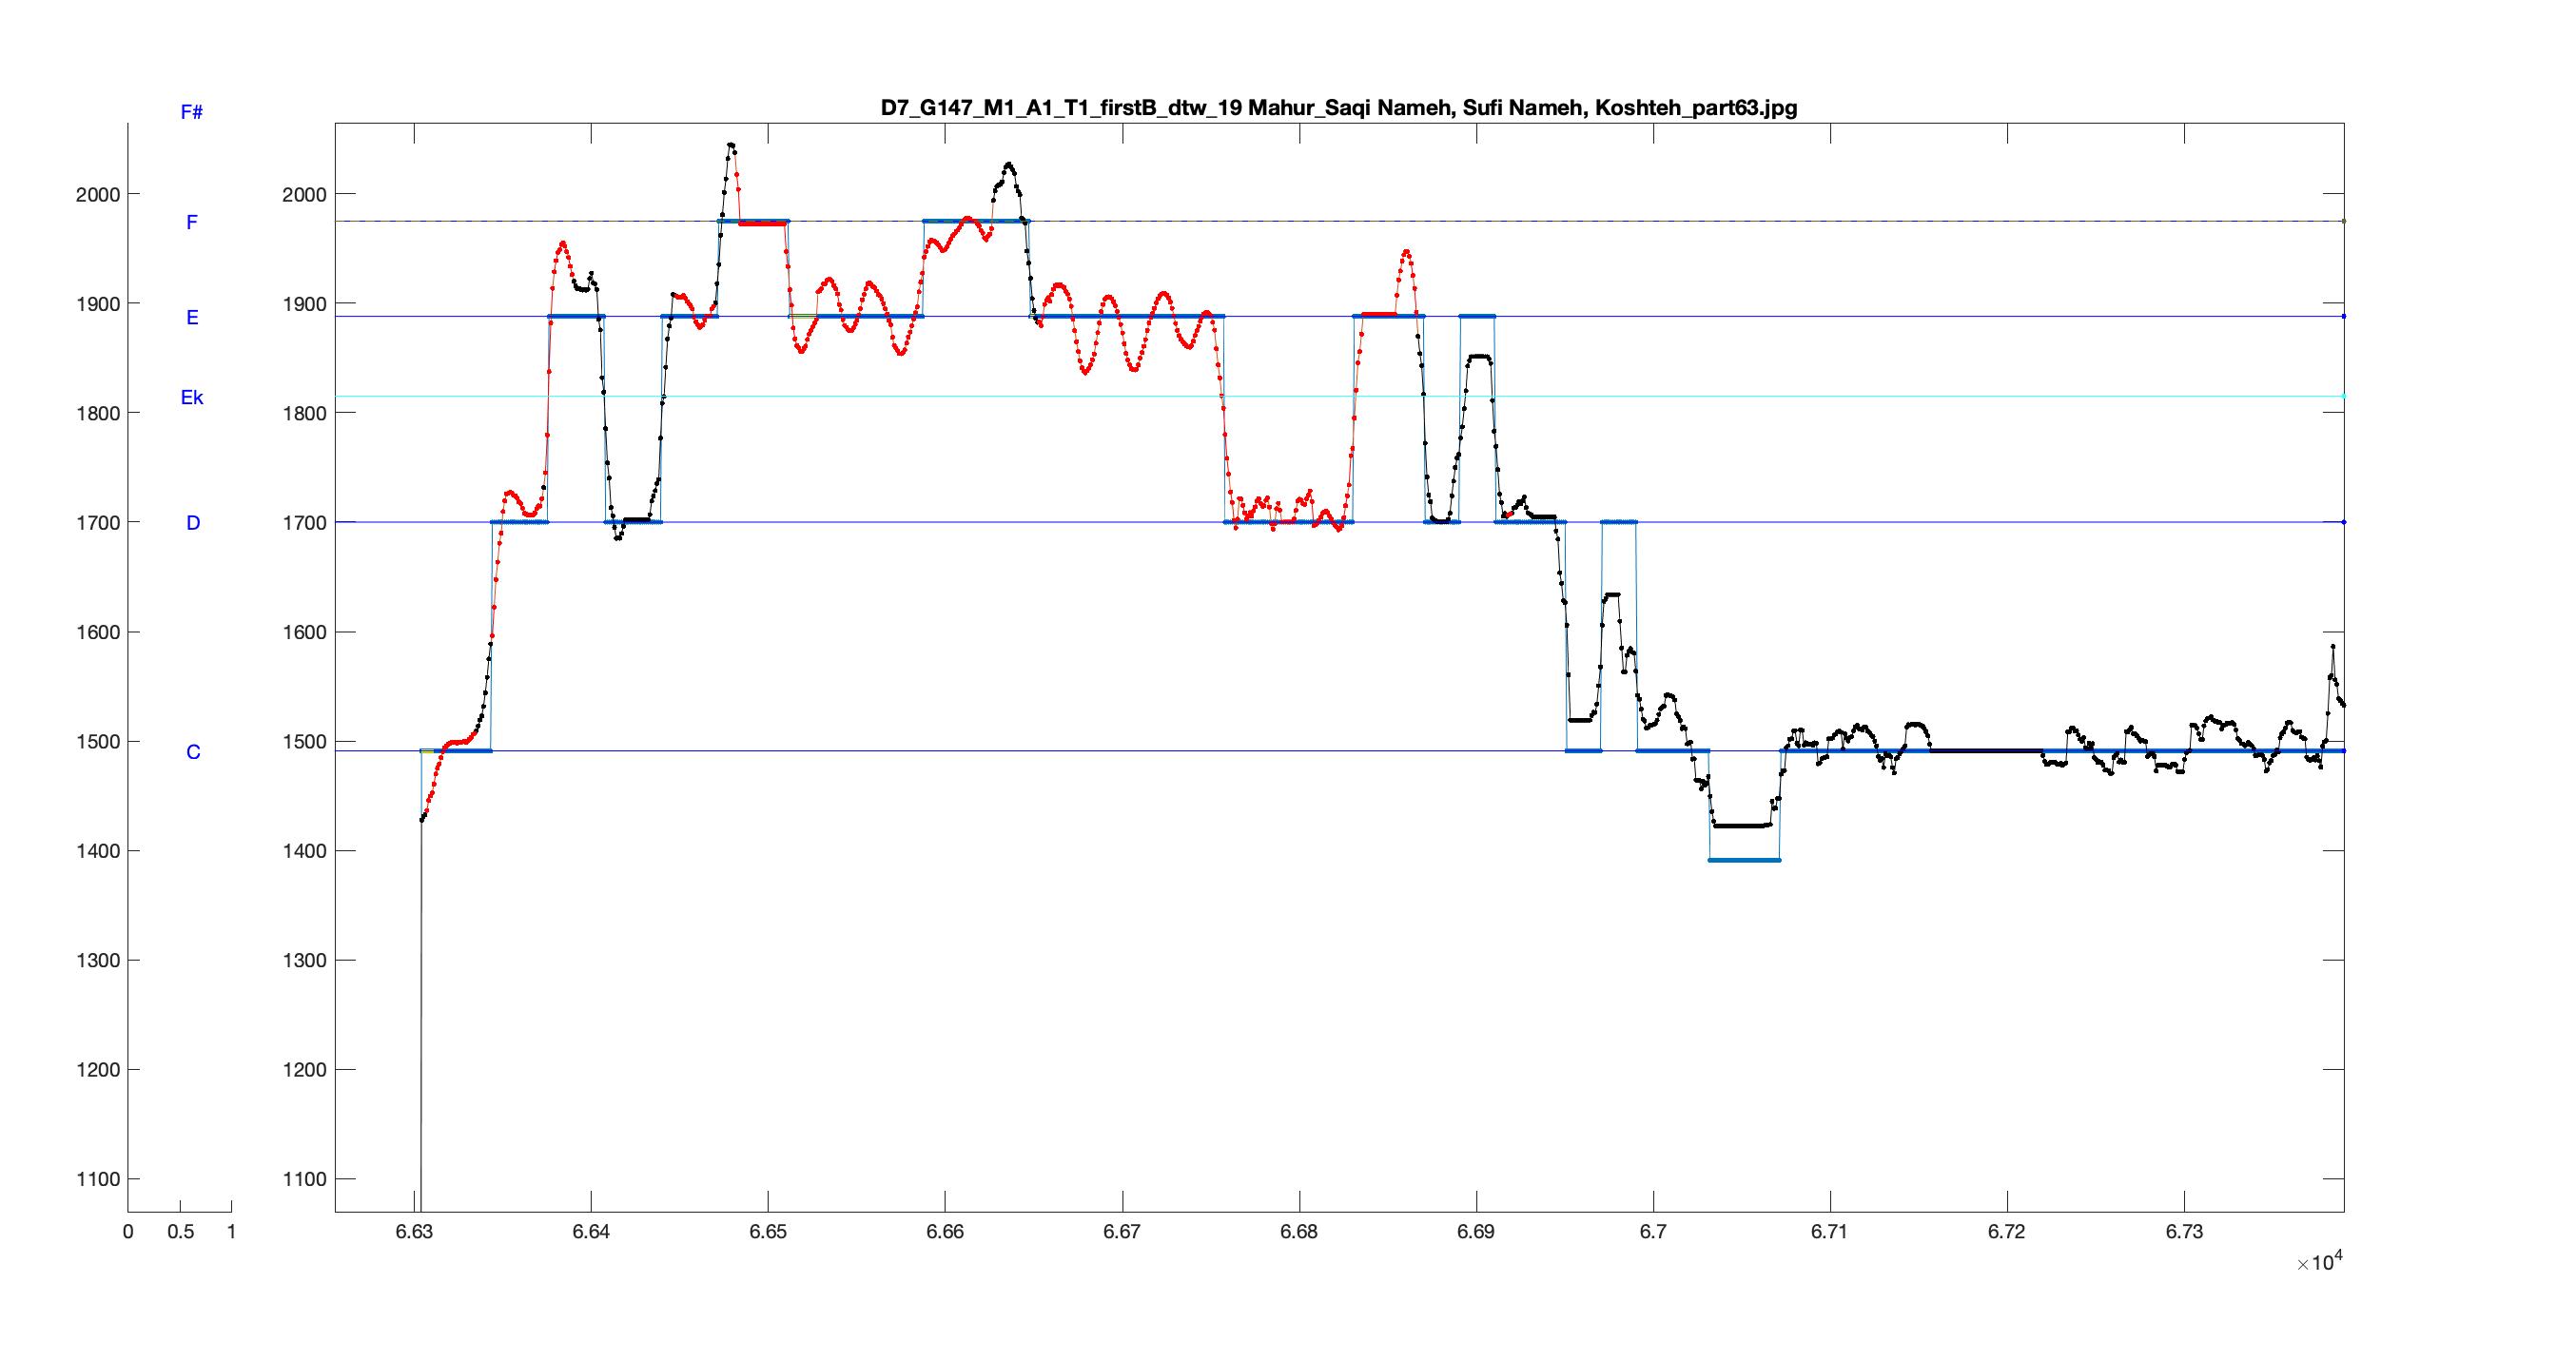 D7_G147_M1_A1_T1_firstB_dtw_19 Mahur_Saqi Nameh, Sufi Nameh, Koshteh_part63.jpg
F#
2000 2000
F
1900 1900
E
Ek
1800 1800
D
1700 1700
1600 1600
1500 1500
C
1400 1400
1300 1300
1200 1200
1100 1100
0 0.5 1 6.63 6.64 6.65 6.66 6.67 6.68 6.69 6.7 6.71 6.72 6.73
×10^4